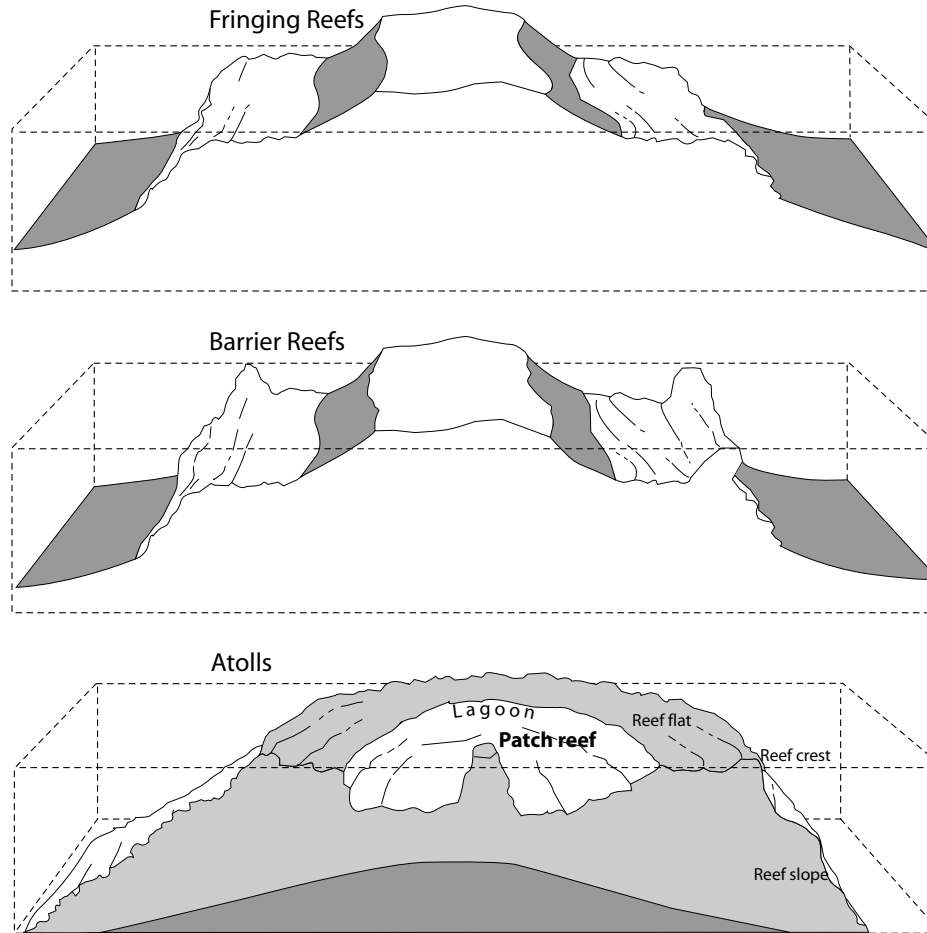 Fringing Reefs
Barrier Reefs
Atolls
Lagoon
Reef flat
Patch reef
Reef crest
Reef slope